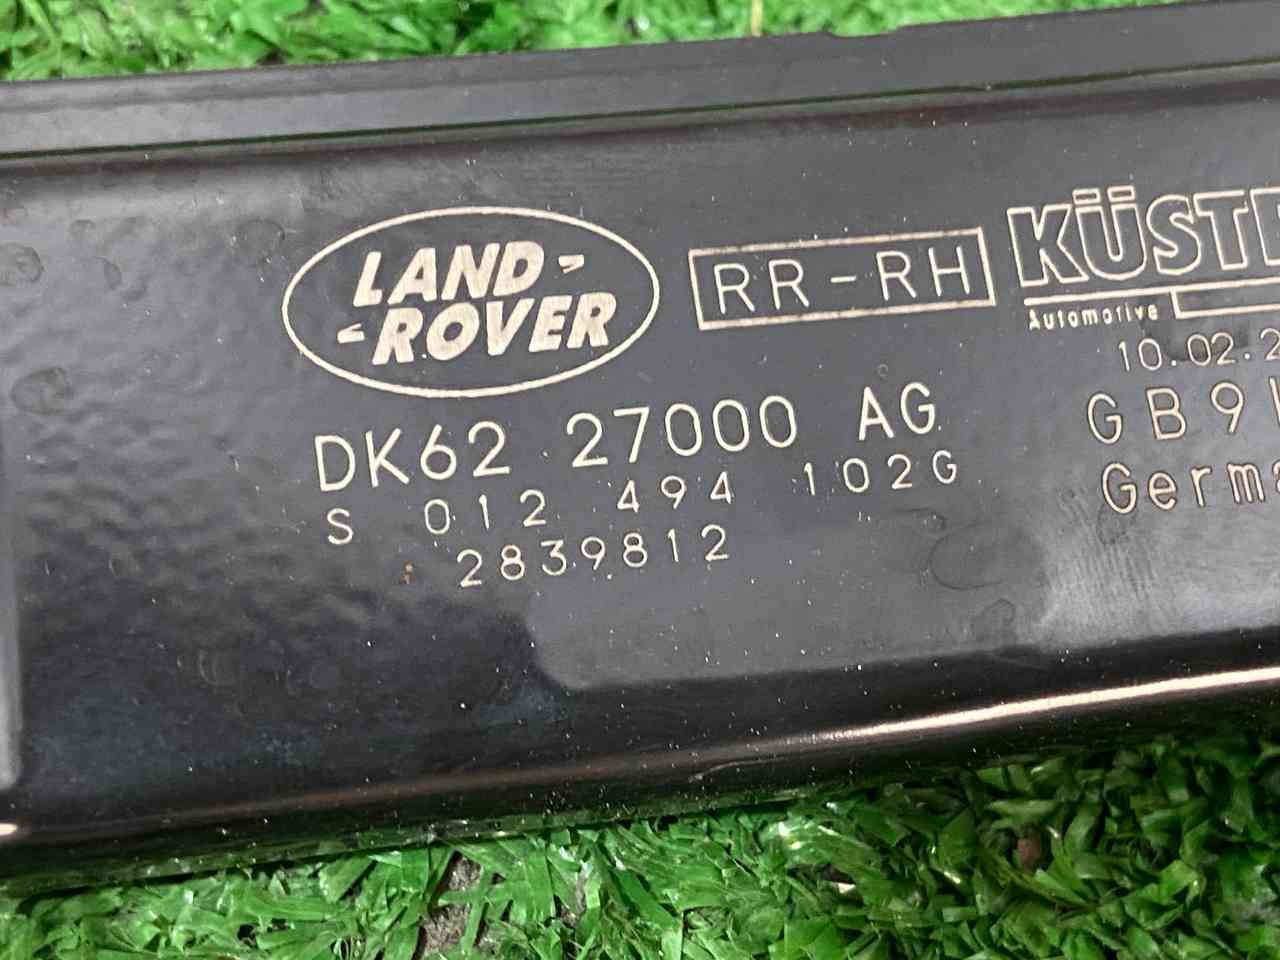 LAND-
-ROVER
RR-RH
KÜST
Automotive
10.02.2
DK62 27000 AG
GB9
S 012 494 102G
Germa
2839812